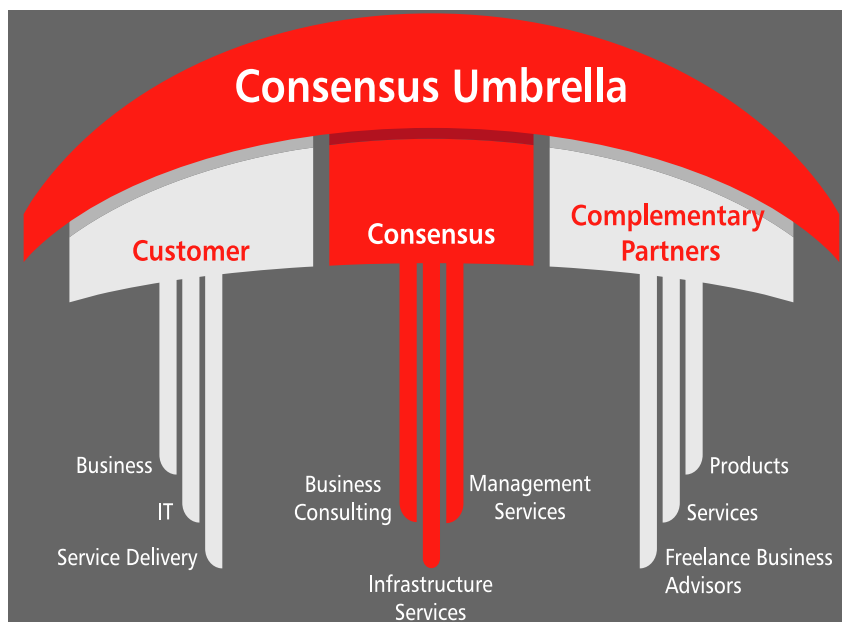 Consensus Umbrella
Customer
Consensus
Complementary
Partners
Business
IT
Service Delivery
Business
Consulting
Infrastructure
Services
Management
Services
Products
Services
Freelance Business
Advisors